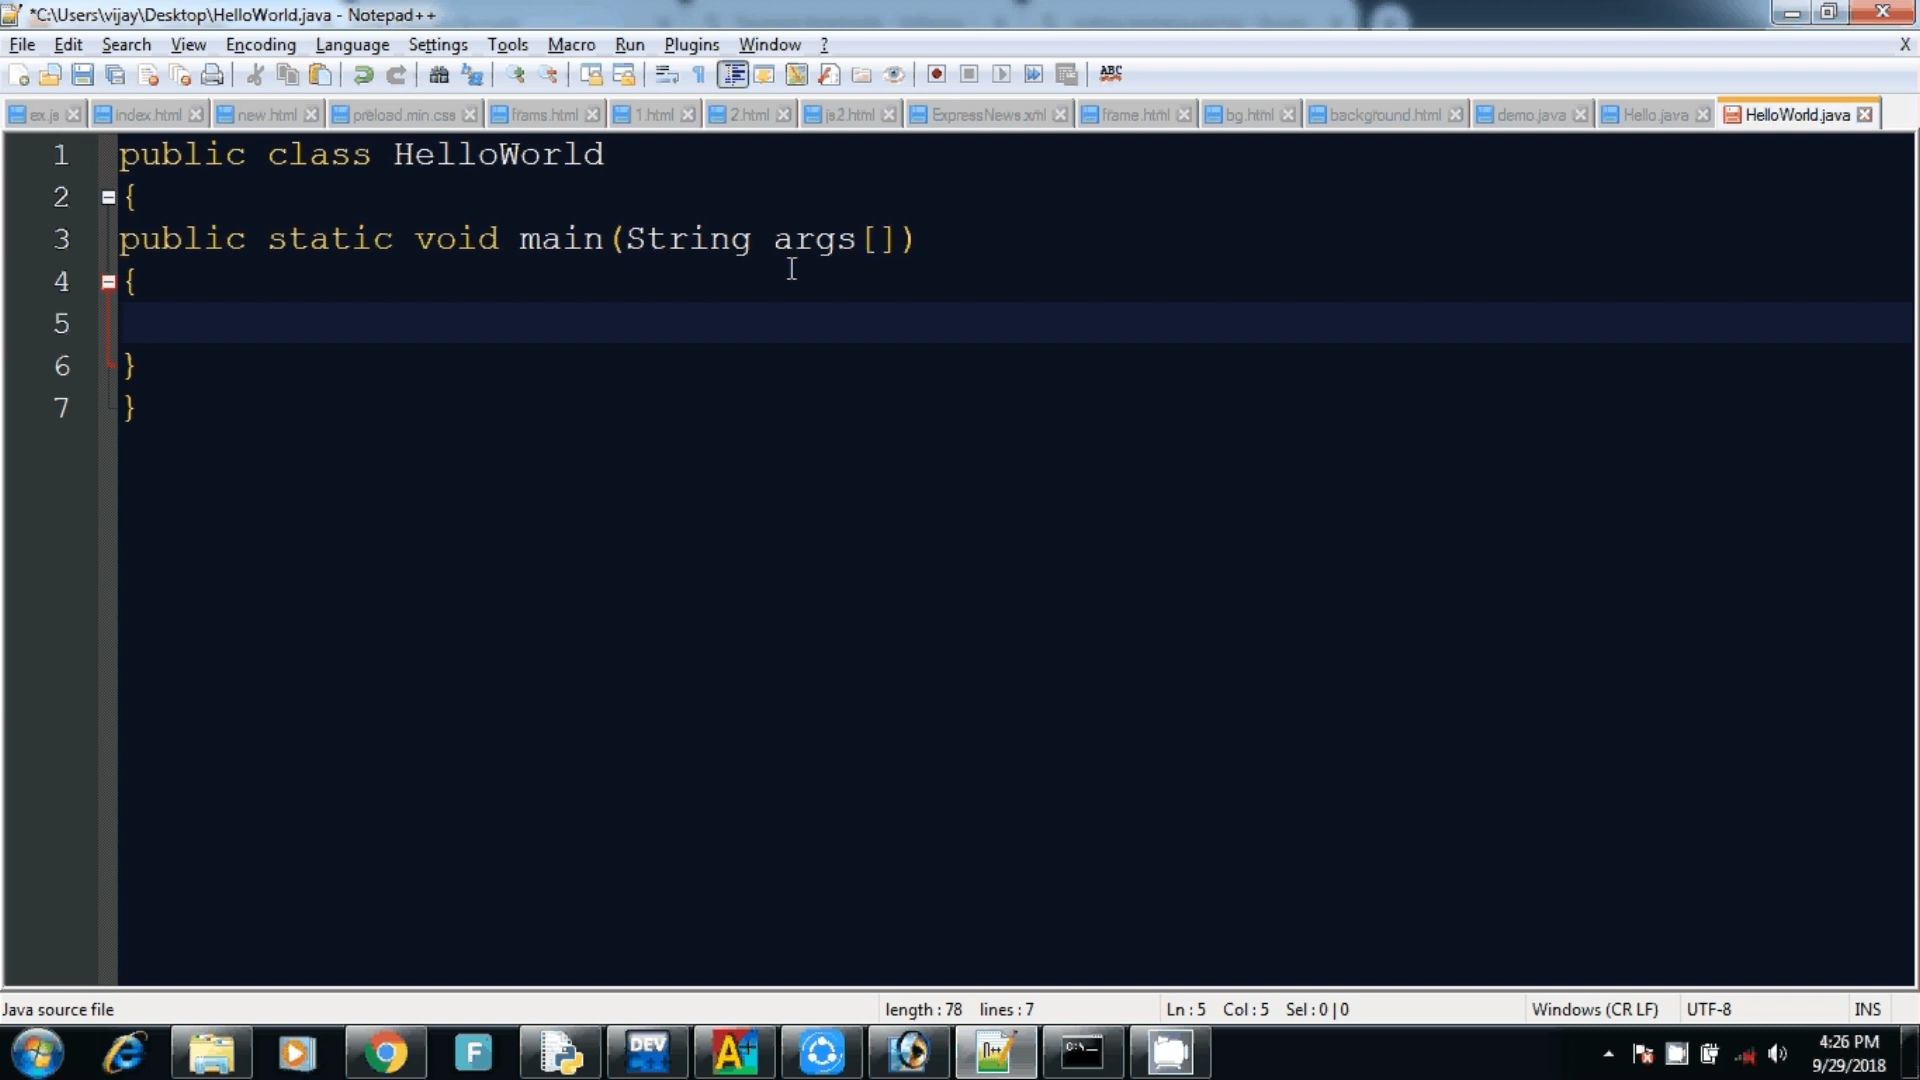 *C:\Users\vijay\Desktop\HelloWorld.java - Notepad++
File Edit Search View Encoding Language Settings Tools Macro Run Plugins Window ? X
ABC
ex.js index.html new.html preload.min.css frams.html 1.html 2.html js2.html ExpressNews.xml frame.html bg.html background.html demo.java Hello.java HelloWorld.java
1 public class HelloWorld
2 {
3 public static void main(String args[])
4 {
5
6 }
7 }
Java source file length : 78 lines : 7 Ln : 5 Col : 5 Sel : 0 | 0 Windows (CR LF) UTF-8 INS
F DEV C:\_ 4:26 PM
9/29/2018